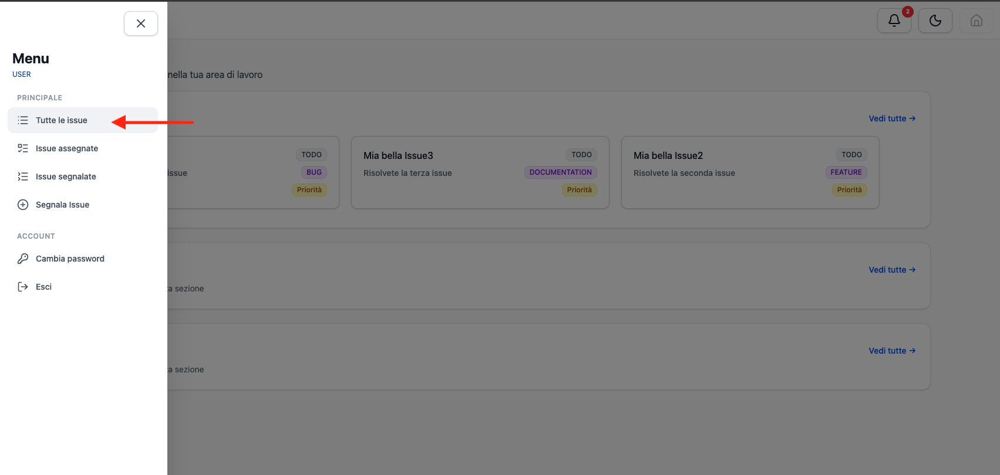 2
Menu
USER
PRINCIPALE
Tutte le issue
Issue assegnate
Issue segnalate
Segnala Issue
ACCOUNT
Cambia password
Esci
nella tua area di lavoro
Vedi tutte →
TODO
issue
BUG
Priorità
Mia bella Issue3
TODO
Risolvete la terza issue
DOCUMENTATION
Priorità
Mia bella Issue2
TODO
Risolvete la seconda issue
FEATURE
Priorità
Vedi tutte →
sezione
Vedi tutte →
sezione